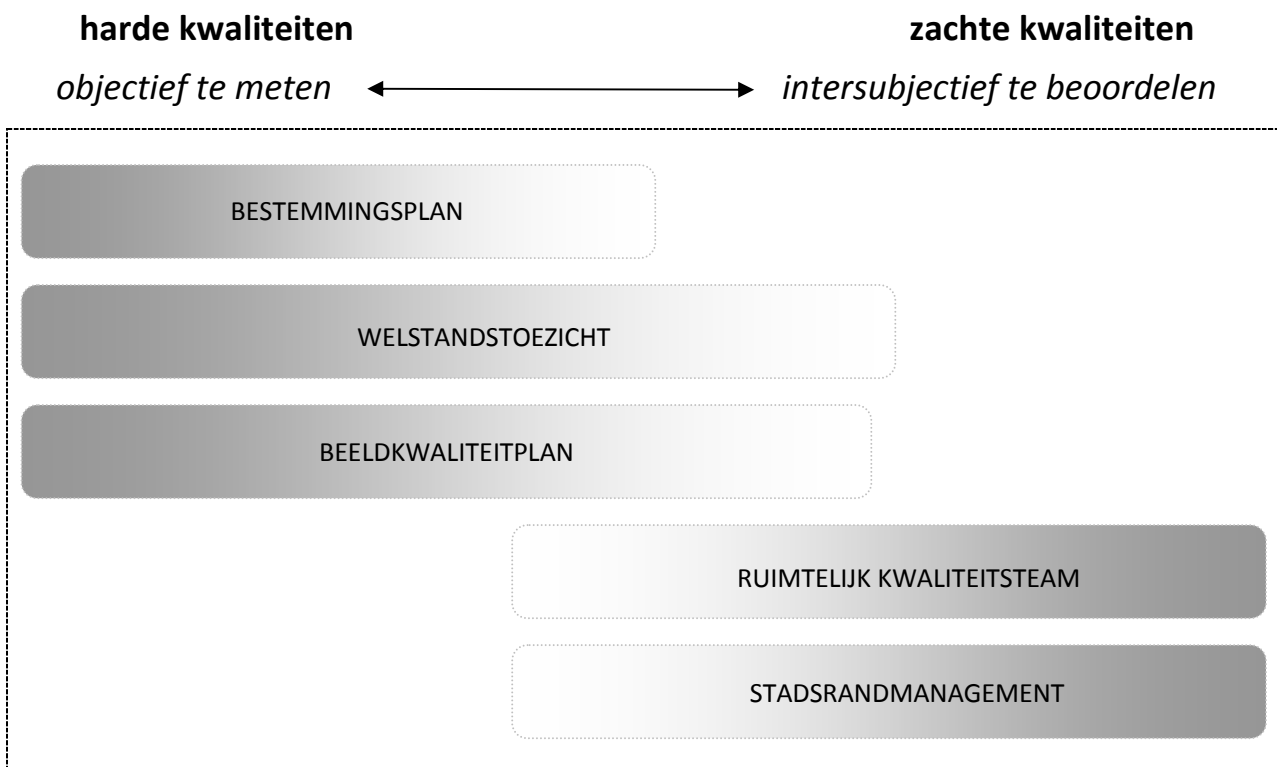 harde kwaliteiten
zachte kwaliteiten
objectief te meten
intersubjectief te beoordelen
BESTEMMINGSPLAN
WELSTANDSTOEZICHT
BEELDKWALITEITPLAN
RUIMTELIJK KWALITEITSTEAM
STADSRANDMANAGEMENT